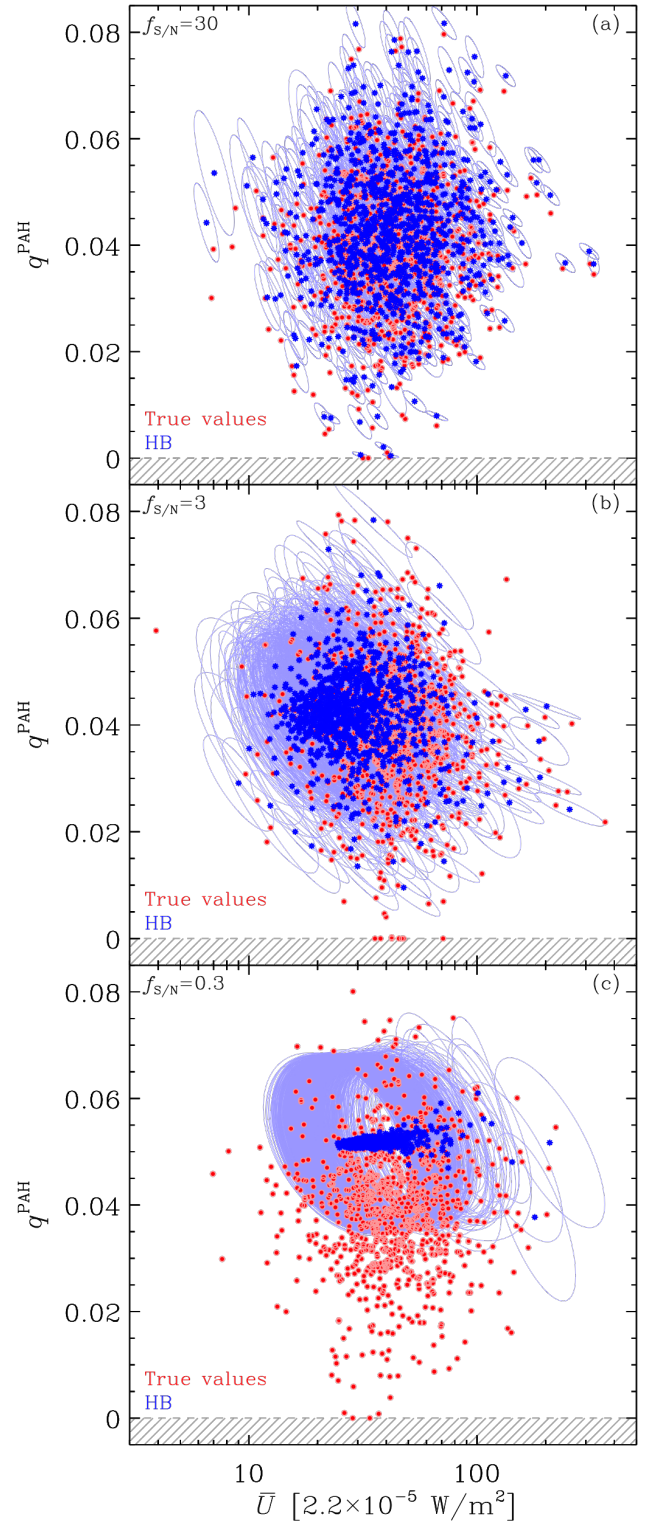 f_S/N=30 (a)
0.08
0.06
0.04
0.02
0
q^PAH
True values
HB
f_S/N=3 (b)
0.08
0.06
0.04
0.02
0
q^PAH
True values
HB
f_S/N=0.3 (c)
0.08
0.06
0.04
0.02
0
q^PAH
True values
HB
10 100
U̅ [2.2×10⁻⁵ W/m²]